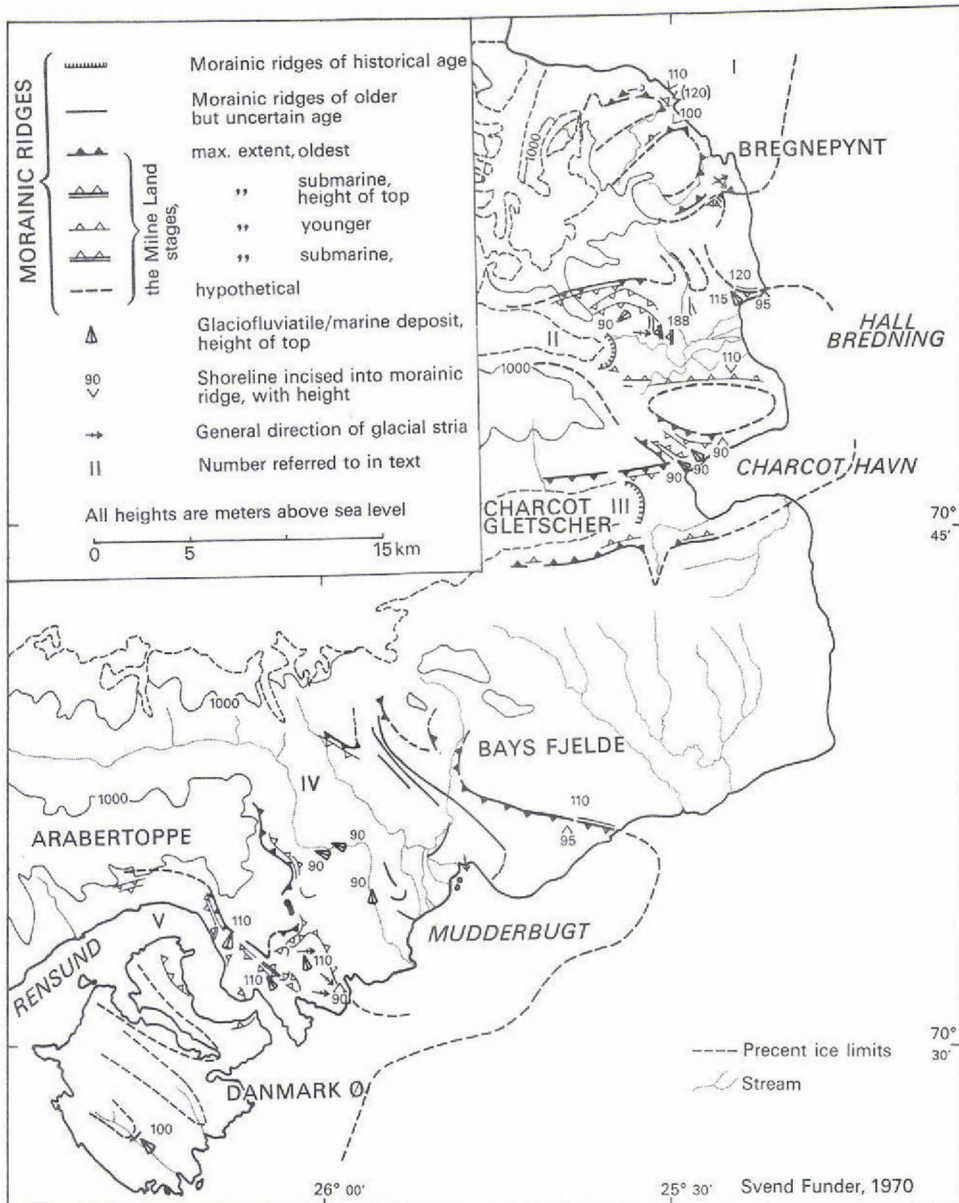 MORAINIC RIDGES
the Milne Land
stages,
Morainic ridges of historical age
Morainic ridges of older
but uncertain age
max. extent, oldest
,, submarine,
height of top
,, younger
,, submarine,
hypothetical
Glaciofluviatile/marine deposit,
height of top
90
Shoreline incised into morainic
ridge, with height
General direction of glacial stria
II
Number referred to in text
All heights are meters above sea level
0 5 15 km
110
(120)
100
I
1000
BREGNEPYNT
120
115
95
HALL
BREDNING
90
188
II
110
1000
90
90
90
CHARCOT HAVN
CHARCOT
GLETSCHER
III
70°
45'
1000
BAYS FJELDE
IV
1000
110
95
ARABERTOPPE
90
90
90
MUDDERBUGT
V
110
110
110
90
RENSUND
70°
30'
Precent ice limits
Stream
DANMARK Ø
100
26° 00'
25° 30'
Svend Funder, 1970